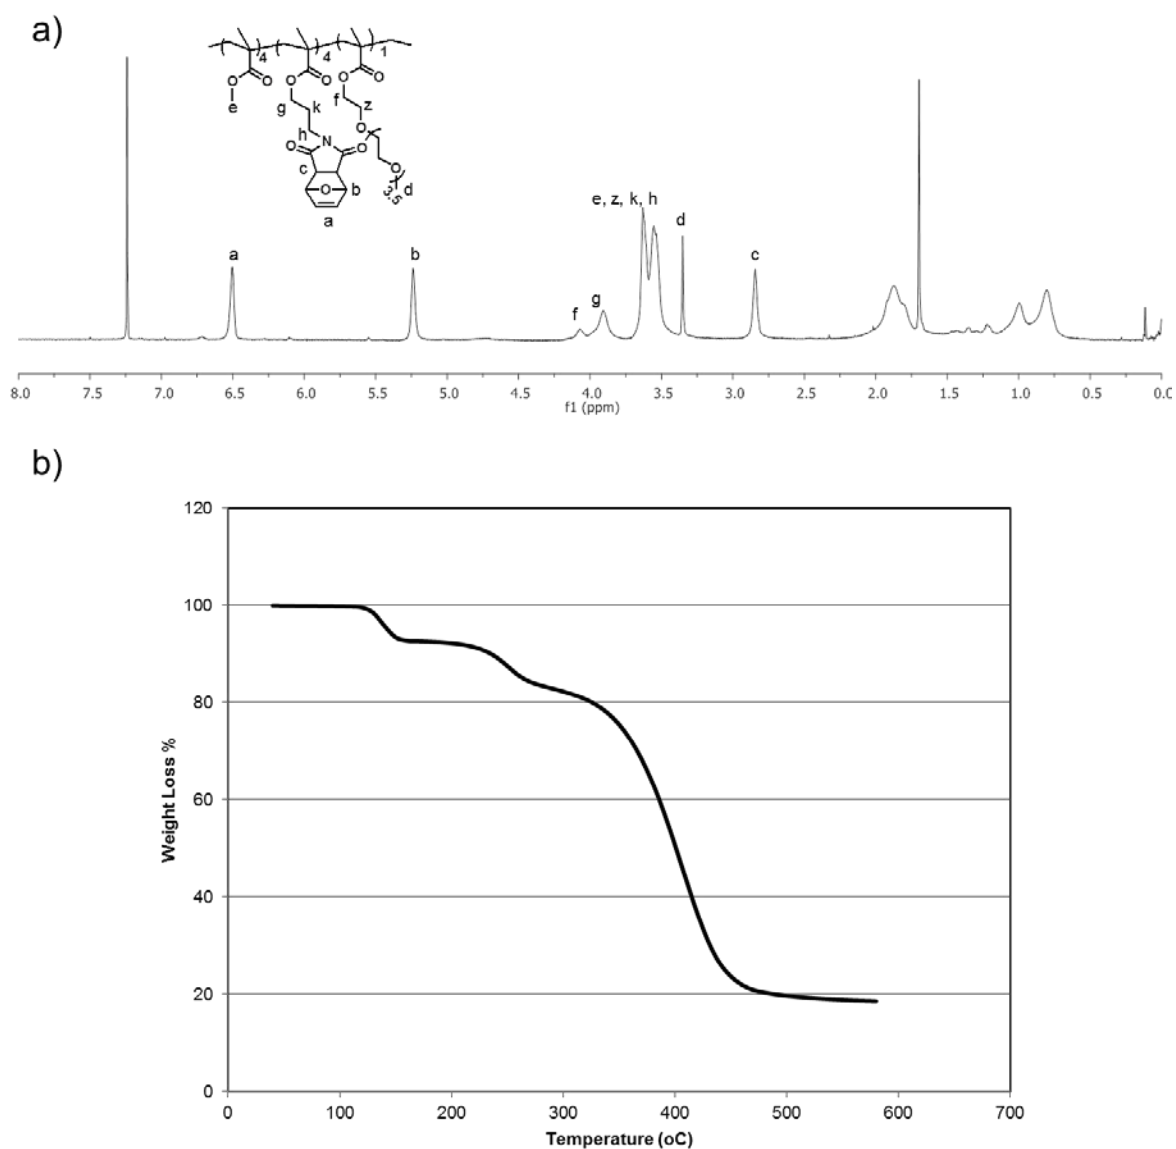 a)
4
4
1
O
O
O
O
O
O
e
g
k
f
z
O
h
N
O
O
O
O
c
d
3.5
O
b
a
e, z, k, h
d
a
b
c
g
f
8.0 7.5 7.0 6.5 6.0 5.5 5.0 4.5 4.0 3.5 3.0 2.5 2.0 1.5 1.0 0.5 0.0
f1 (ppm)
b)
120
100
80
60
40
20
0
Weight Loss %
0 100 200 300 400 500 600 700
Temperature (oC)